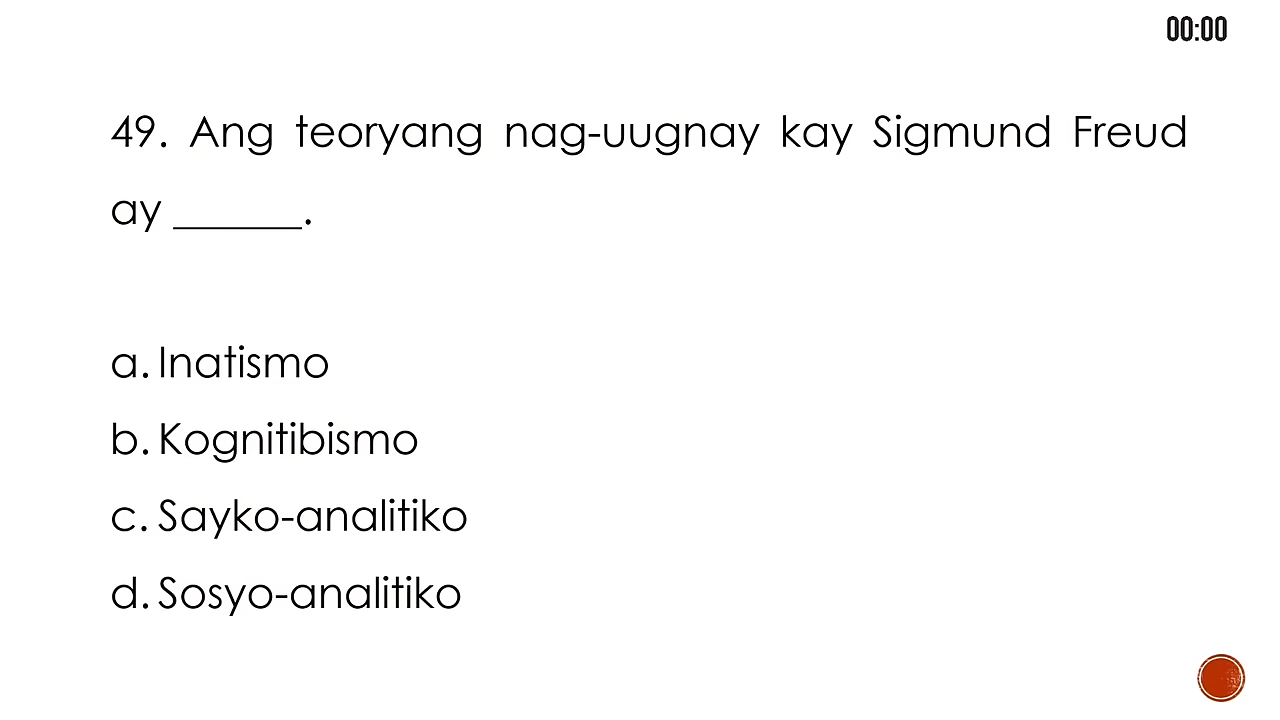 00:00
49. Ang teoryang nag-uugnay kay Sigmund Freud
ay ______.
a. Inatismo
b. Kognitibismo
c. Sayko-analitiko
d. Sosyo-analitiko